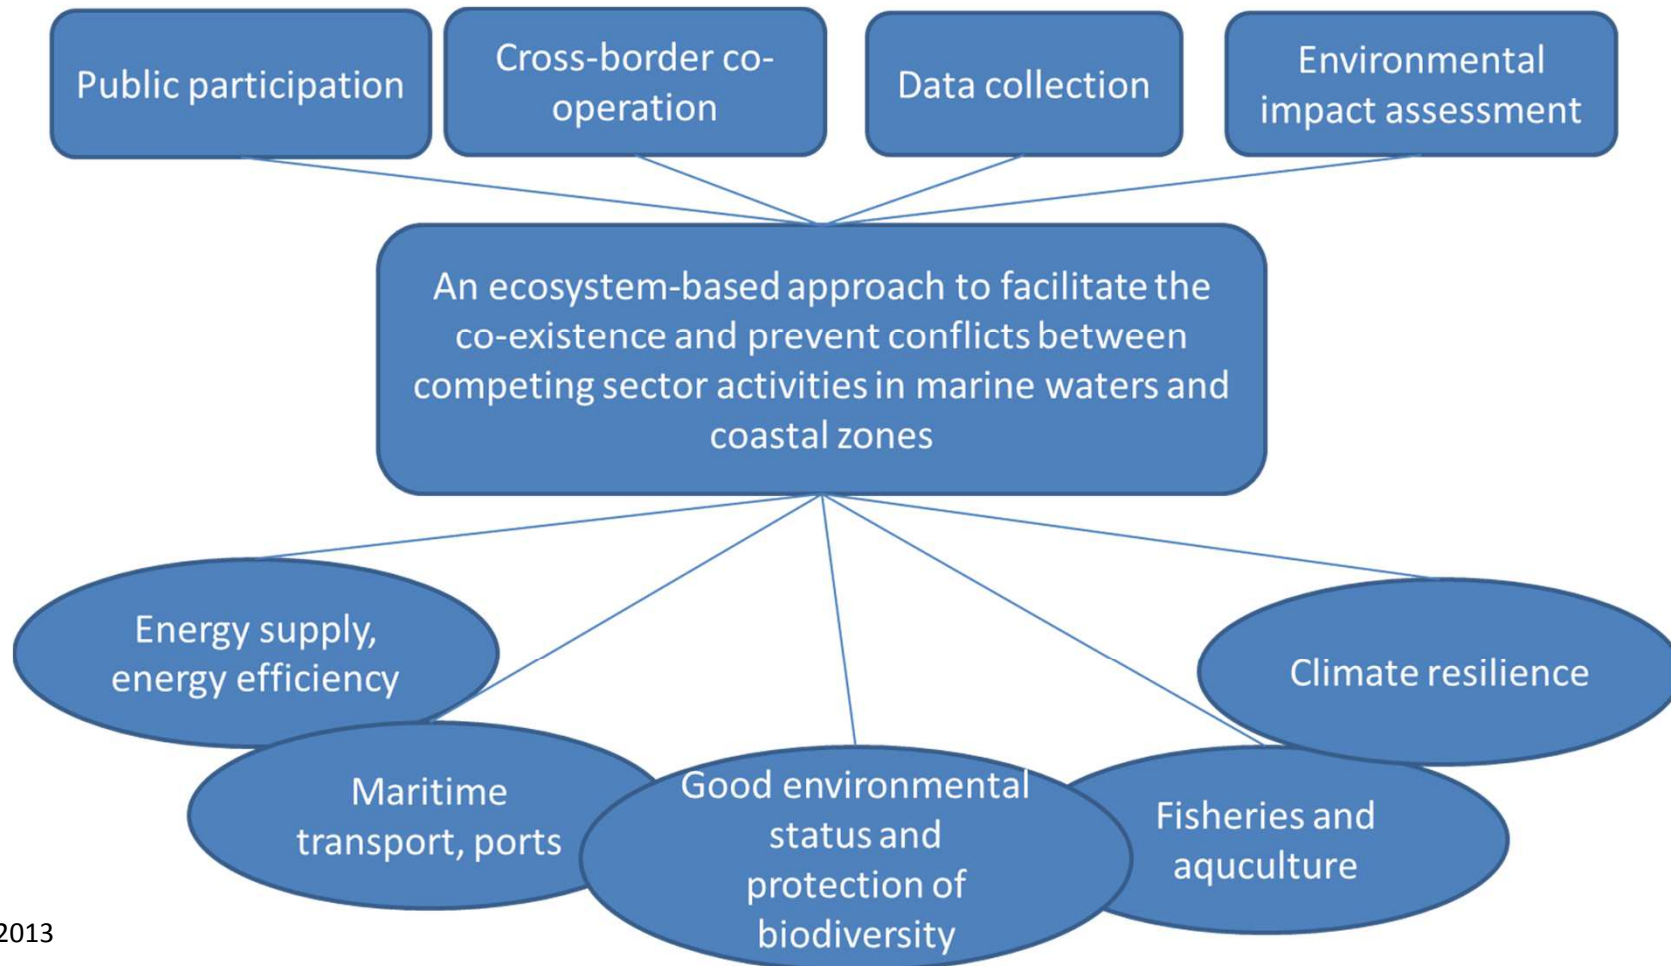 Public participation
Cross-border co-
operation
Data collection
Environmental
impact assessment
An ecosystem-based approach to facilitate the
co-existence and prevent conflicts between
competing sector activities in marine waters and
coastal zones
Energy supply,
energy efficiency
Climate resilience
Maritime
transport, ports
Good environmental
status and
protection of
biodiversity
Fisheries and
aquculture
2013